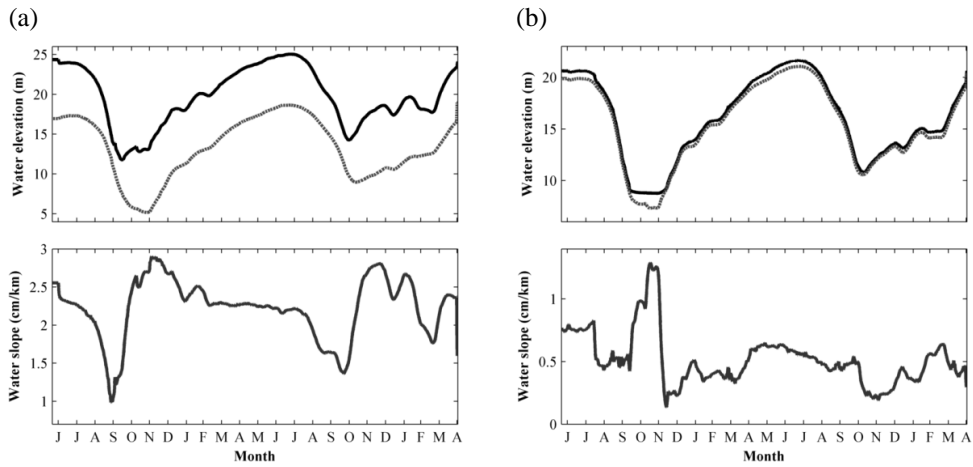 (a)
(b)
Water elevation (m)
25
20
15
10
5
Water elevation (m)
20
15
10
Water slope (cm/km)
3
2.5
2
1.5
1
J J A S O N D J F M A M J J A S O N D J F M A
Month
Water slope (cm/km)
1
0.5
0
J J A S O N D J F M A M J J A S O N D J F M A
Month